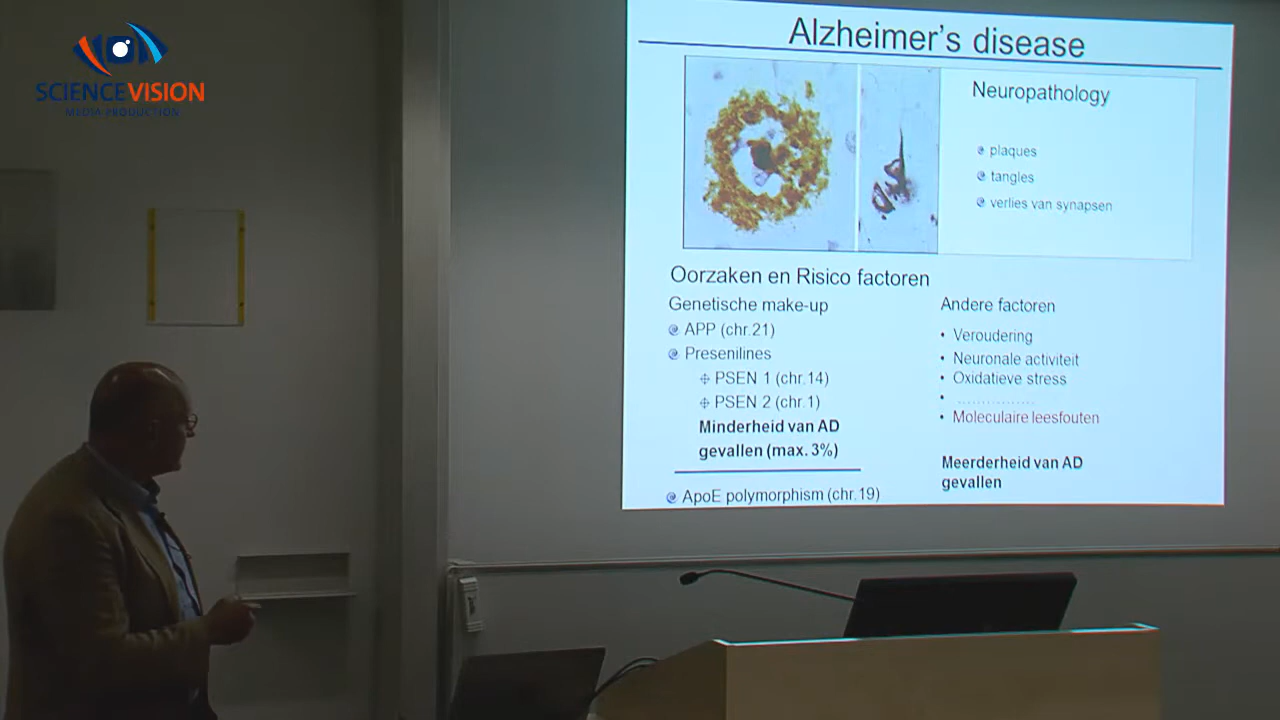 SCIENCEVISION
MEDIA PRODUCTION
Alzheimer's disease
Neuropathology
plaques
tangles
verlies van synapsen
Oorzaken en Risico factoren
Genetische make-up
APP (chr.21)
Presenilines
PSEN 1 (chr.14)
PSEN 2 (chr.1)
Minderheid van AD
gevallen (max. 3%)
ApoE polymorphism (chr.19)
Andere factoren
• Veroudering
• Neuronale activiteit
• Oxidatieve stress
• ................
• Moleculaire leesfouten
Meerderheid van AD
gevallen